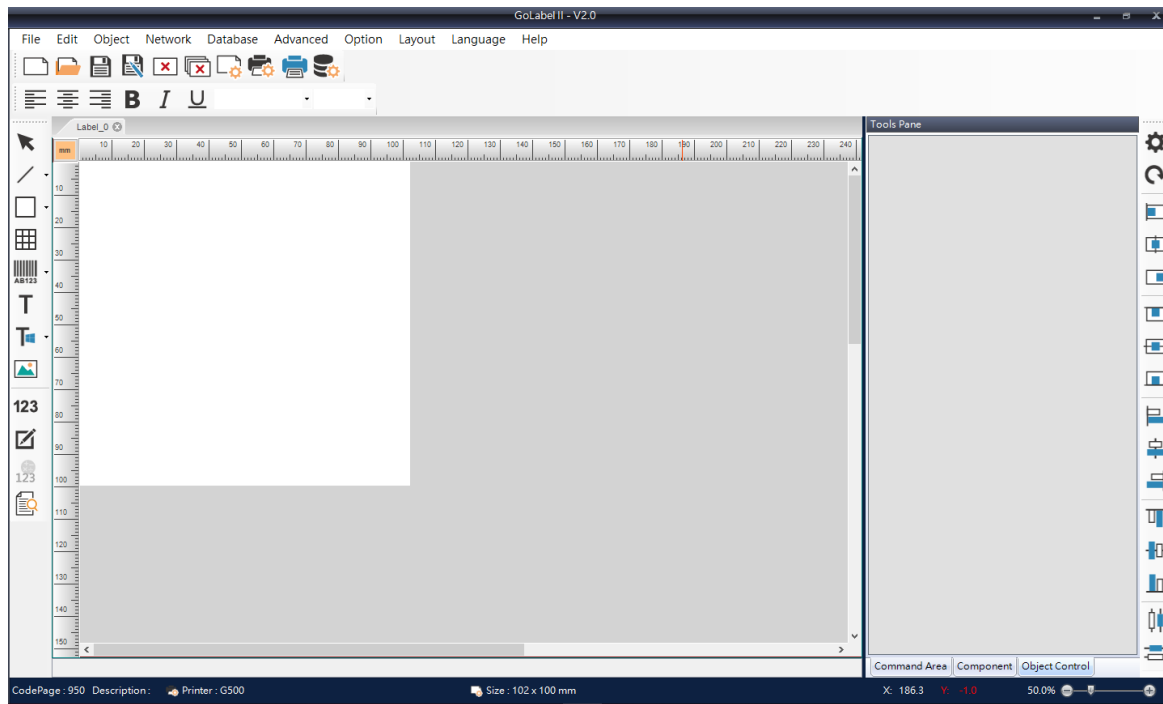 GoLabel II - V2.0
File Edit Object Network Database Advanced Option Layout Language Help
B I U
Label_0
Tools Pane
mm 10 20 30 40 50 60 70 80 90 100 110 120 130 140 150 160 170 180 190 200 210 220 230 240
10
20
30
AB123
40
T
50
T
60
70
123
80
90
123
100
110
120
130
140
150
Command Area Component Object Control
CodePage : 950 Description : Printer : G500 Size : 102 x 100 mm X: 186.3 Y: -1.0 50.0%